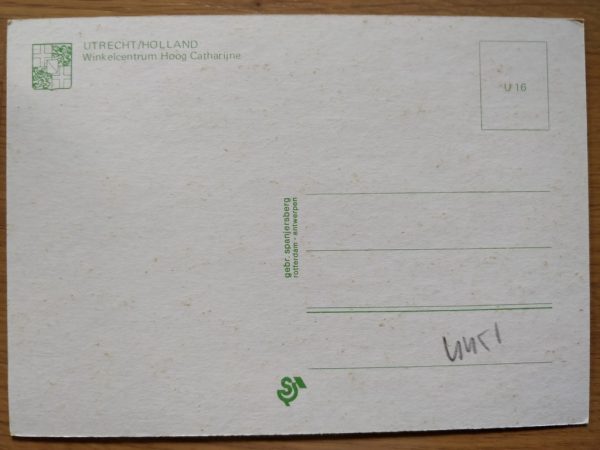 UTRECHT/HOLLAND
Winkelcentrum Hoog Catharijne
U 16
gebr. spanjersberg
rotterdam - antwerpen